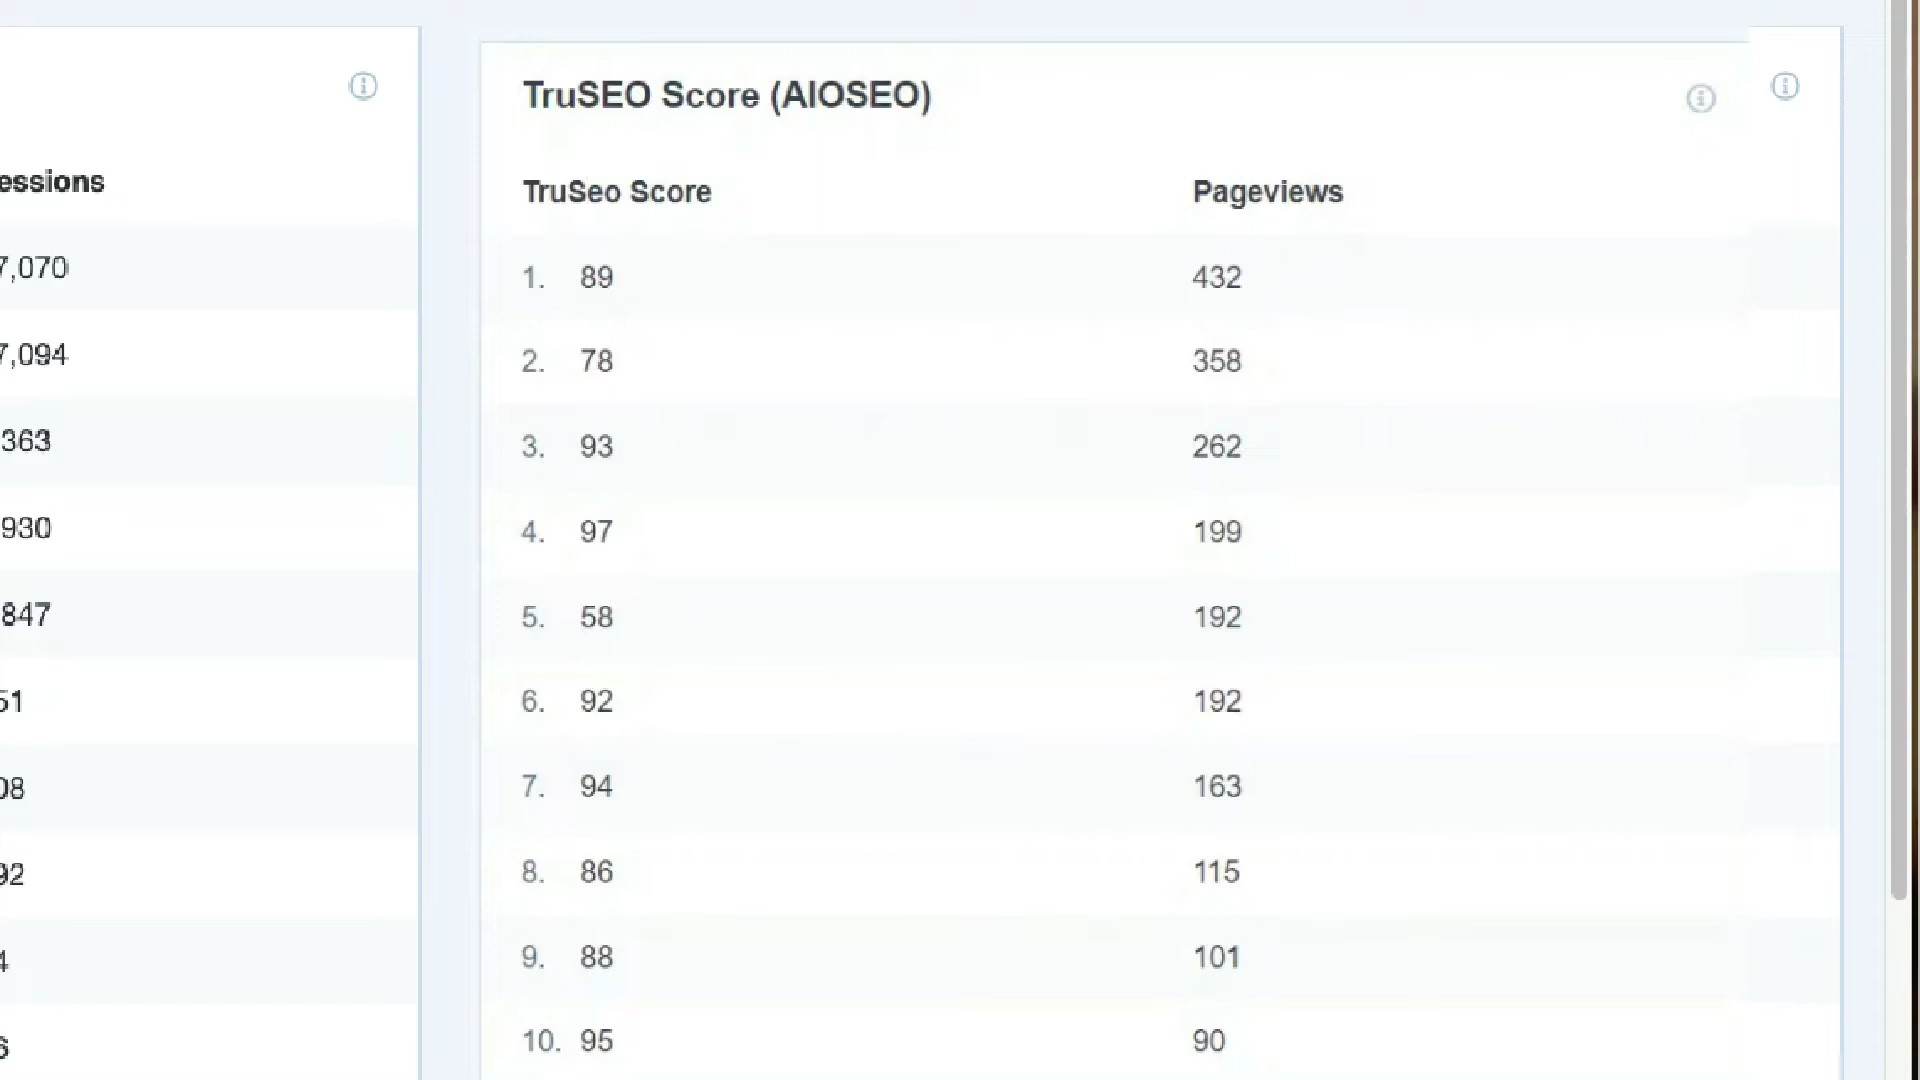 TruSEO Score (AIOSEO)
TruSeo Score Pageviews
1. 89 432
2. 78 358
3. 93 262
4. 97 199
5. 58 192
6. 92 192
7. 94 163
8. 86 115
9. 88 101
10. 95 90
essions
7,070
7,094
363
930
847
51
08
92
4
6